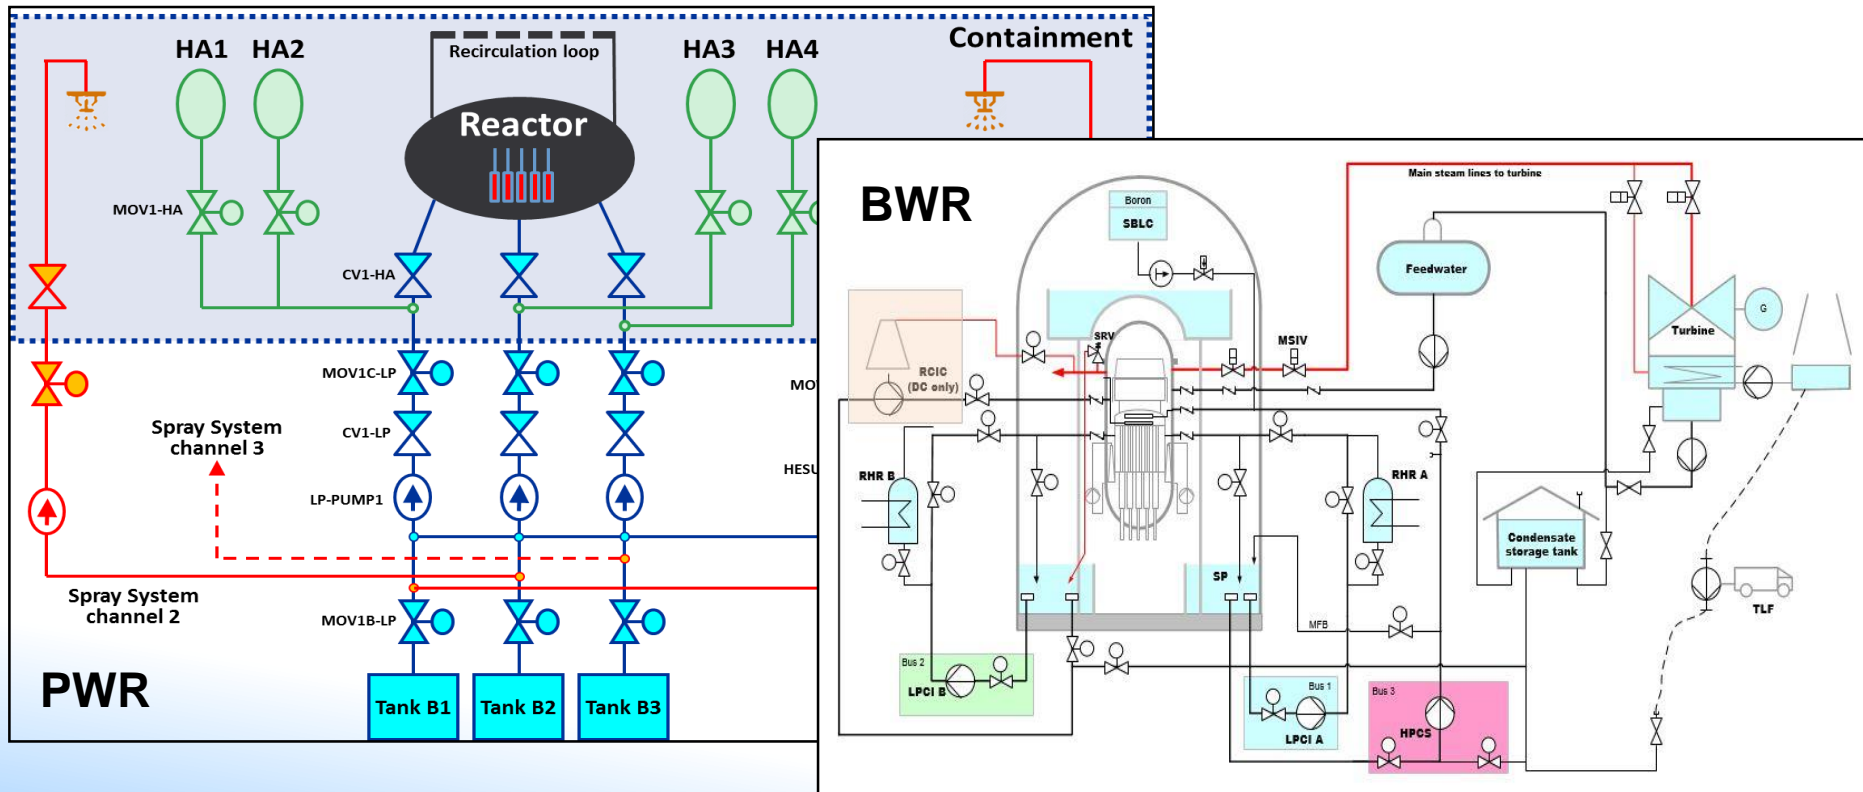 HA1
HA2
Recirculation loop
HA3
HA4
Containment
Reactor
MOV1-HA
CV1-HA
MOV1C-LP
CV1-LP
Spray System
channel 3
LP-PUMP1
Spray System
channel 2
MOV1B-LP
PWR
Tank B1
Tank B2
Tank B3
MO
HESU
BWR
Main steam lines to turbine
Boron
SBLC
Feedwater
G
Turbine
SRV
MSIV
RCIC
(DC only)
RHR B
RHR A
Condensate
storage tank
SP
TLF
MFB
Bus 2
LPCI B
Bus 1
LPCI A
Bus 3
HPCS